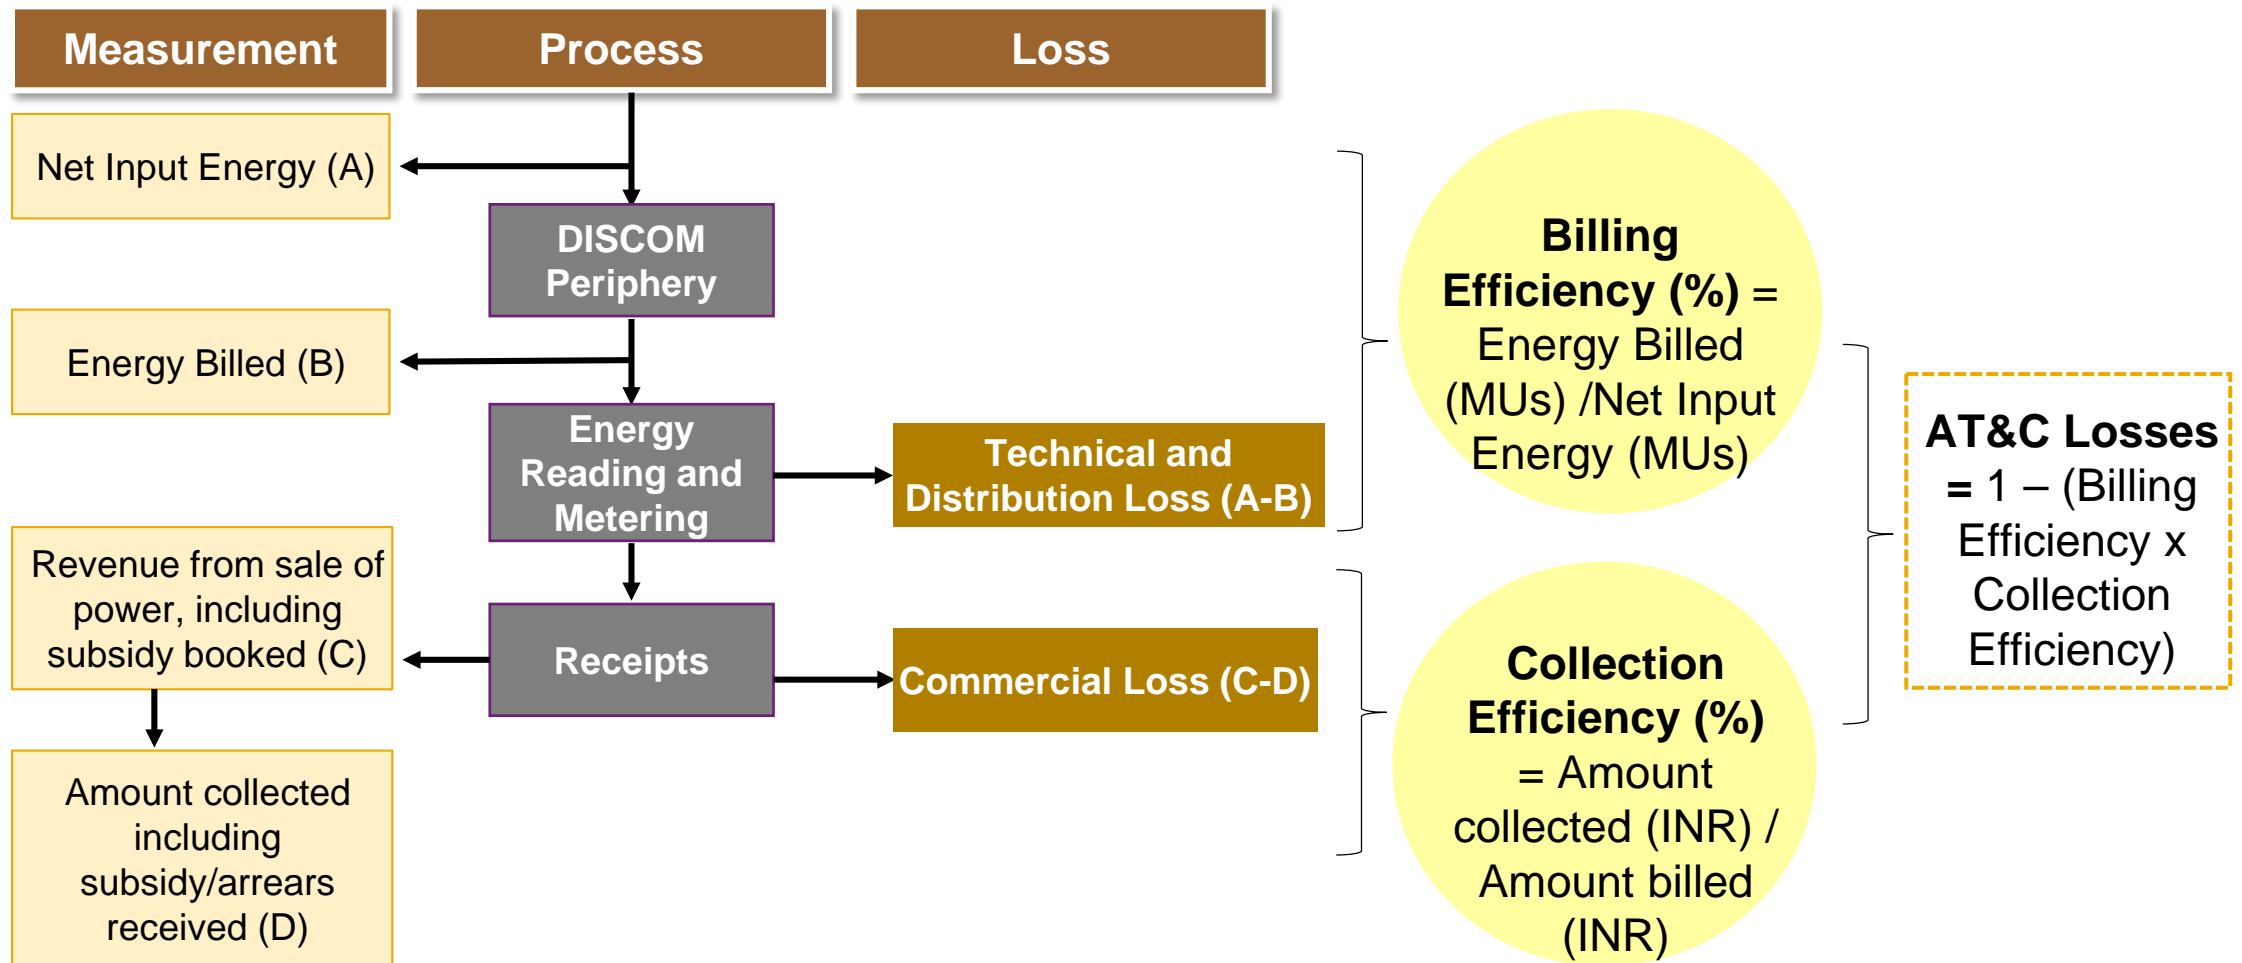 Measurement
Process
Loss
Net Input Energy (A)
DISCOM
Periphery
Energy Billed (B)
Energy
Reading and
Metering
Technical and
Distribution Loss (A-B)
Revenue from sale of
power, including
subsidy booked (C)
Receipts
Commercial Loss (C-D)
Amount collected
including
subsidy/arrears
received (D)
Billing
Efficiency (%) =
Energy Billed
(MUs) /Net Input
Energy (MUs)
Collection
Efficiency (%)
= Amount
collected (INR) /
Amount billed
(INR)
AT&C Losses
= 1 – (Billing
Efficiency x
Collection
Efficiency)